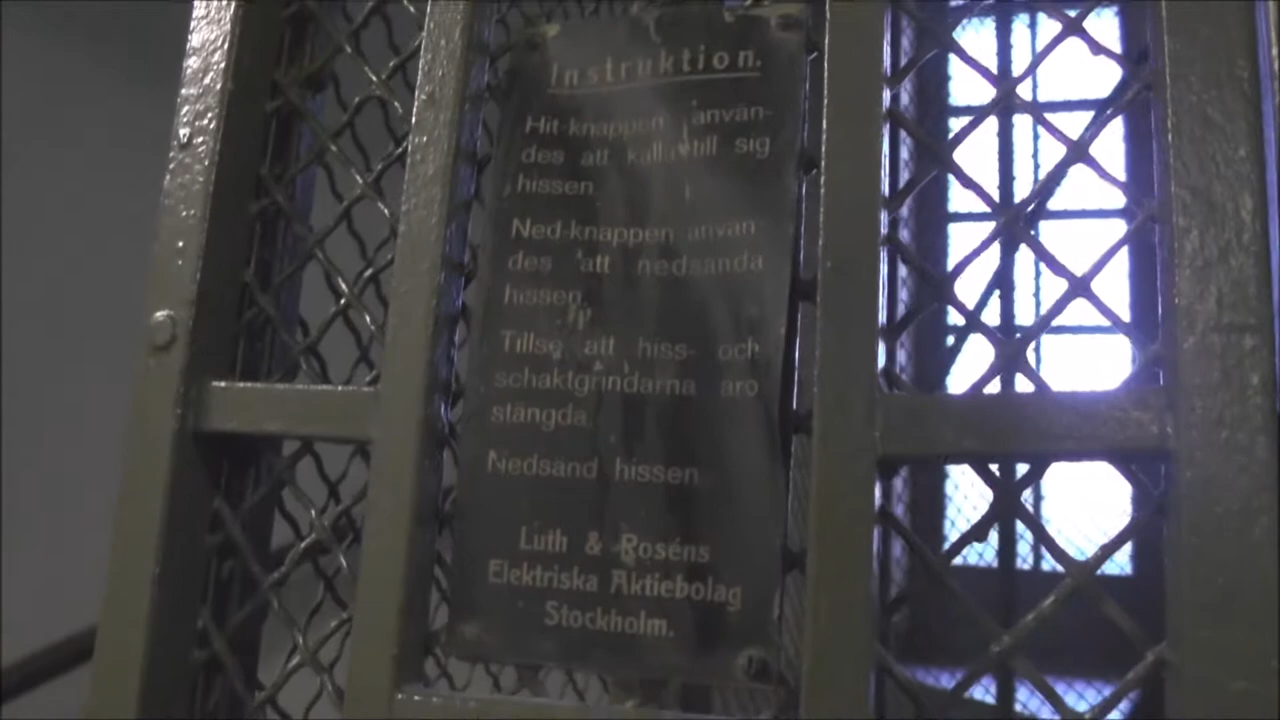 Instruktion.
Hit-knappen använ-
des att kalla till sig
hissen.
Ned-knappen använ-
des att nedsända
hissen.
Tillse att hiss- och
schaktgrindarna äro
stängda.
Nedsänd hissen.
Luth & Roséns
Elektriska Aktiebolag
Stockholm.